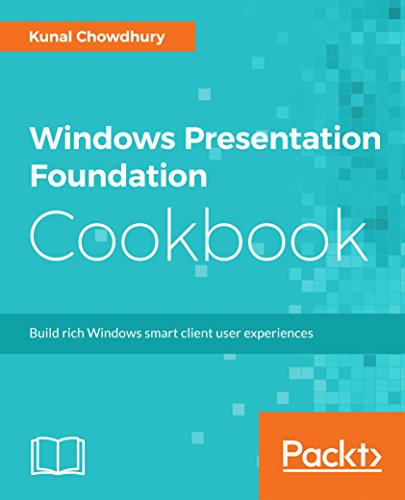 Kunal Chowdhury
Windows Presentation
Foundation
Cookbook
Build rich Windows smart client user experiences
Packt>